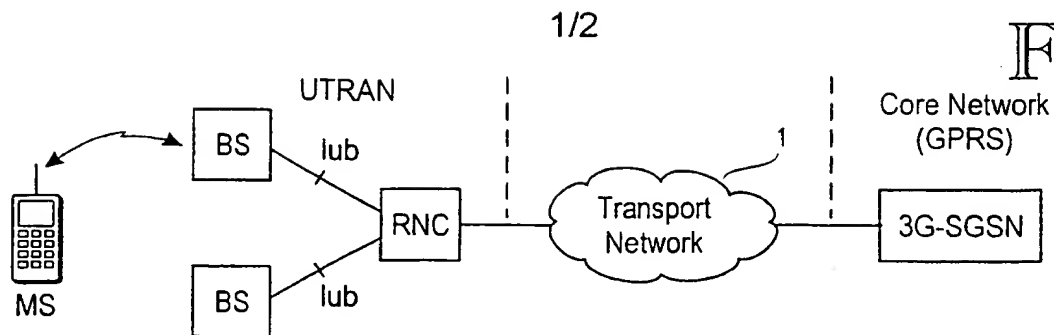 1/2
F
UTRAN
Core Network
(GPRS)
1
BS
Iub
Transport
Network
RNC
3G-SGSN
MS
BS
Iub